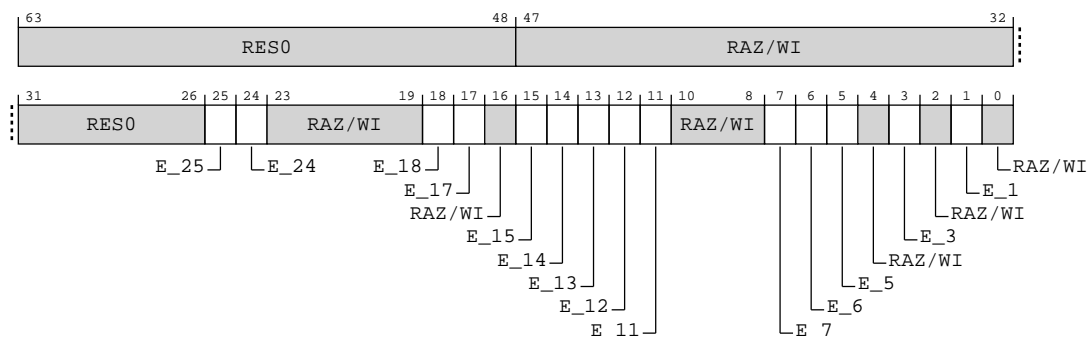 63 48 47 32
RES0 RAZ/WI
31 26 25 24 23 19 18 17 16 15 14 13 12 11 10 8 7 6 5 4 3 2 1 0
RES0 RAZ/WI RAZ/WI
E_25 E_24 E_18 RAZ/WI
E_17 E_1
RAZ/WI RAZ/WI
E_15 E_3
E_14 RAZ/WI
E_13 E_5
E_12 E_6
E 11 E 7